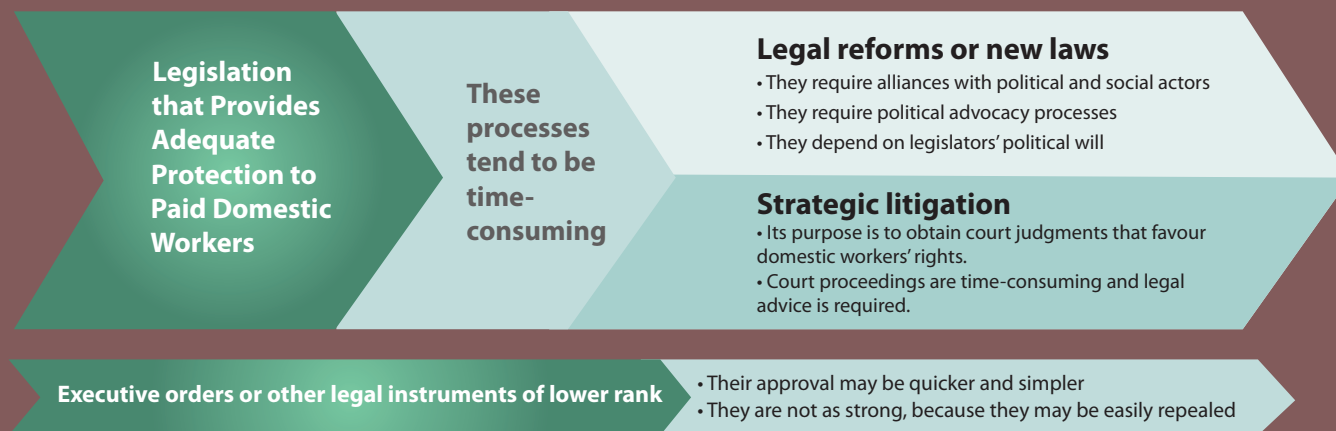 Legislation
that Provides
Adequate
Protection to
Paid Domestic
Workers
These
processes
tend to be
time-
consuming
Legal reforms or new laws
• They require alliances with political and social actors
• They require political advocacy processes
• They depend on legislators' political will
Strategic litigation
• Its purpose is to obtain court judgments that favour
domestic workers' rights.
• Court proceedings are time-consuming and legal
advice is required.
Executive orders or other legal instruments of lower rank
• Their approval may be quicker and simpler
• They are not as strong, because they may be easily repealed